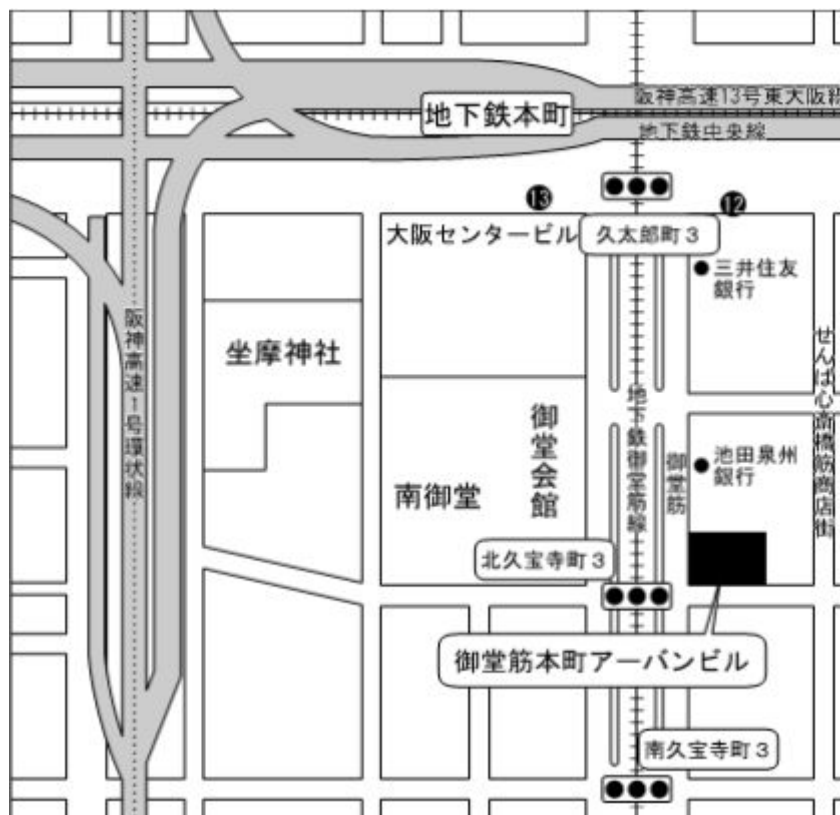 阪神高速13号東大阪線
地下鉄本町
地下鉄中央線
13
12
大阪センタービル
久太郎町3
三井住友
銀行
阪神高速1号環状線
坐摩神社
せんば心斎橋筋商店街
地下鉄御堂筋線
御堂会館
御堂筋
池田泉州
銀行
南御堂
北久宝寺町3
御堂筋本町アーバンビル
南久宝寺町3